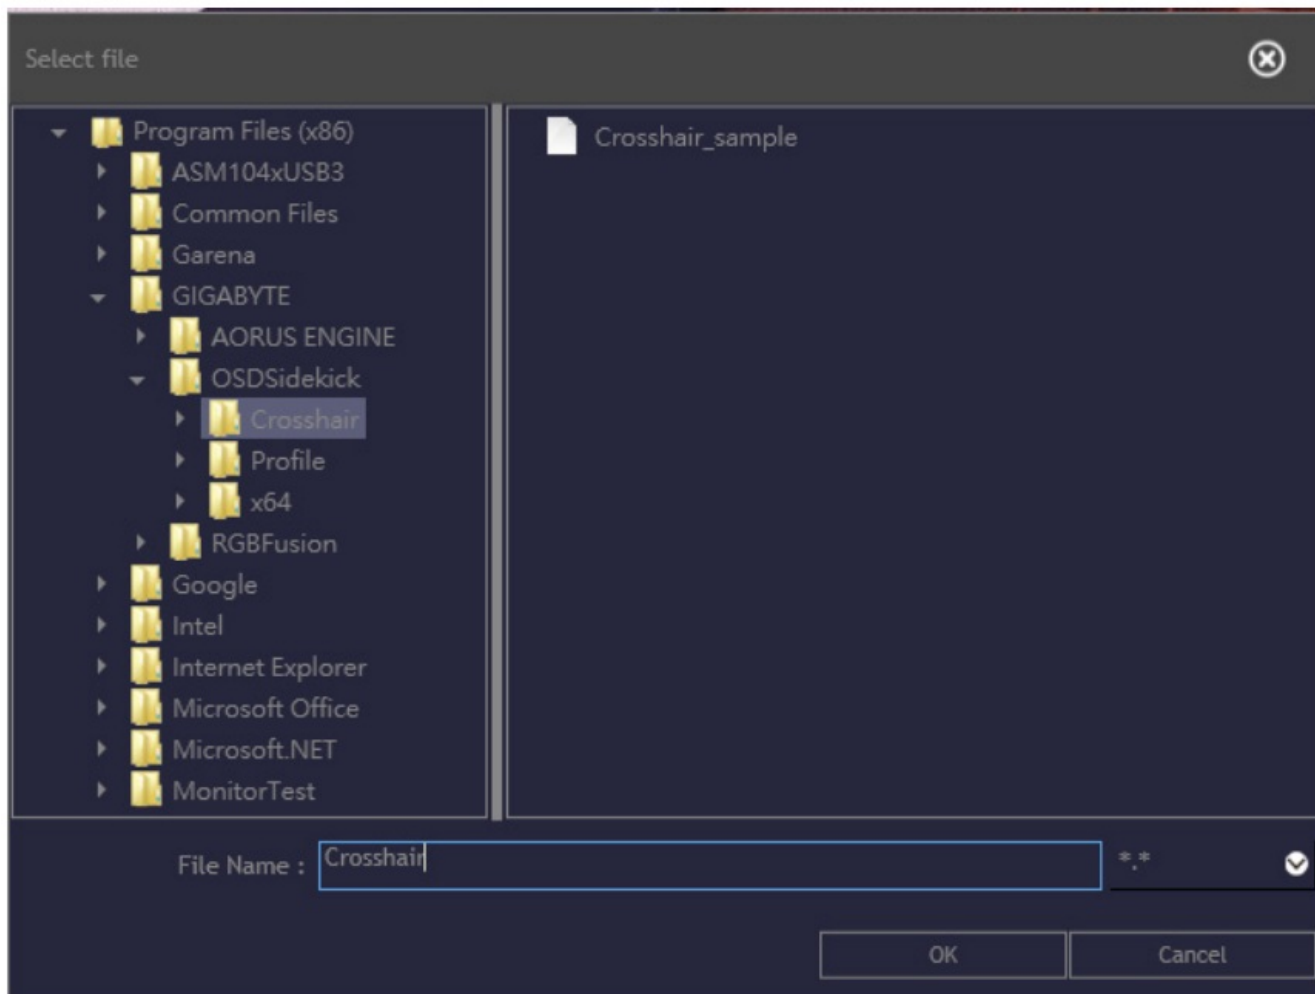 Select file
Program Files (x86)
ASM104xUSB3
Common Files
Garena
GIGABYTE
AORUS ENGINE
OSDSidekick
Crosshair
Profile
x64
RGBFusion
Google
Intel
Internet Explorer
Microsoft Office
Microsoft.NET
MonitorTest
Crosshair_sample
File Name : Crosshair *.*
OK Cancel